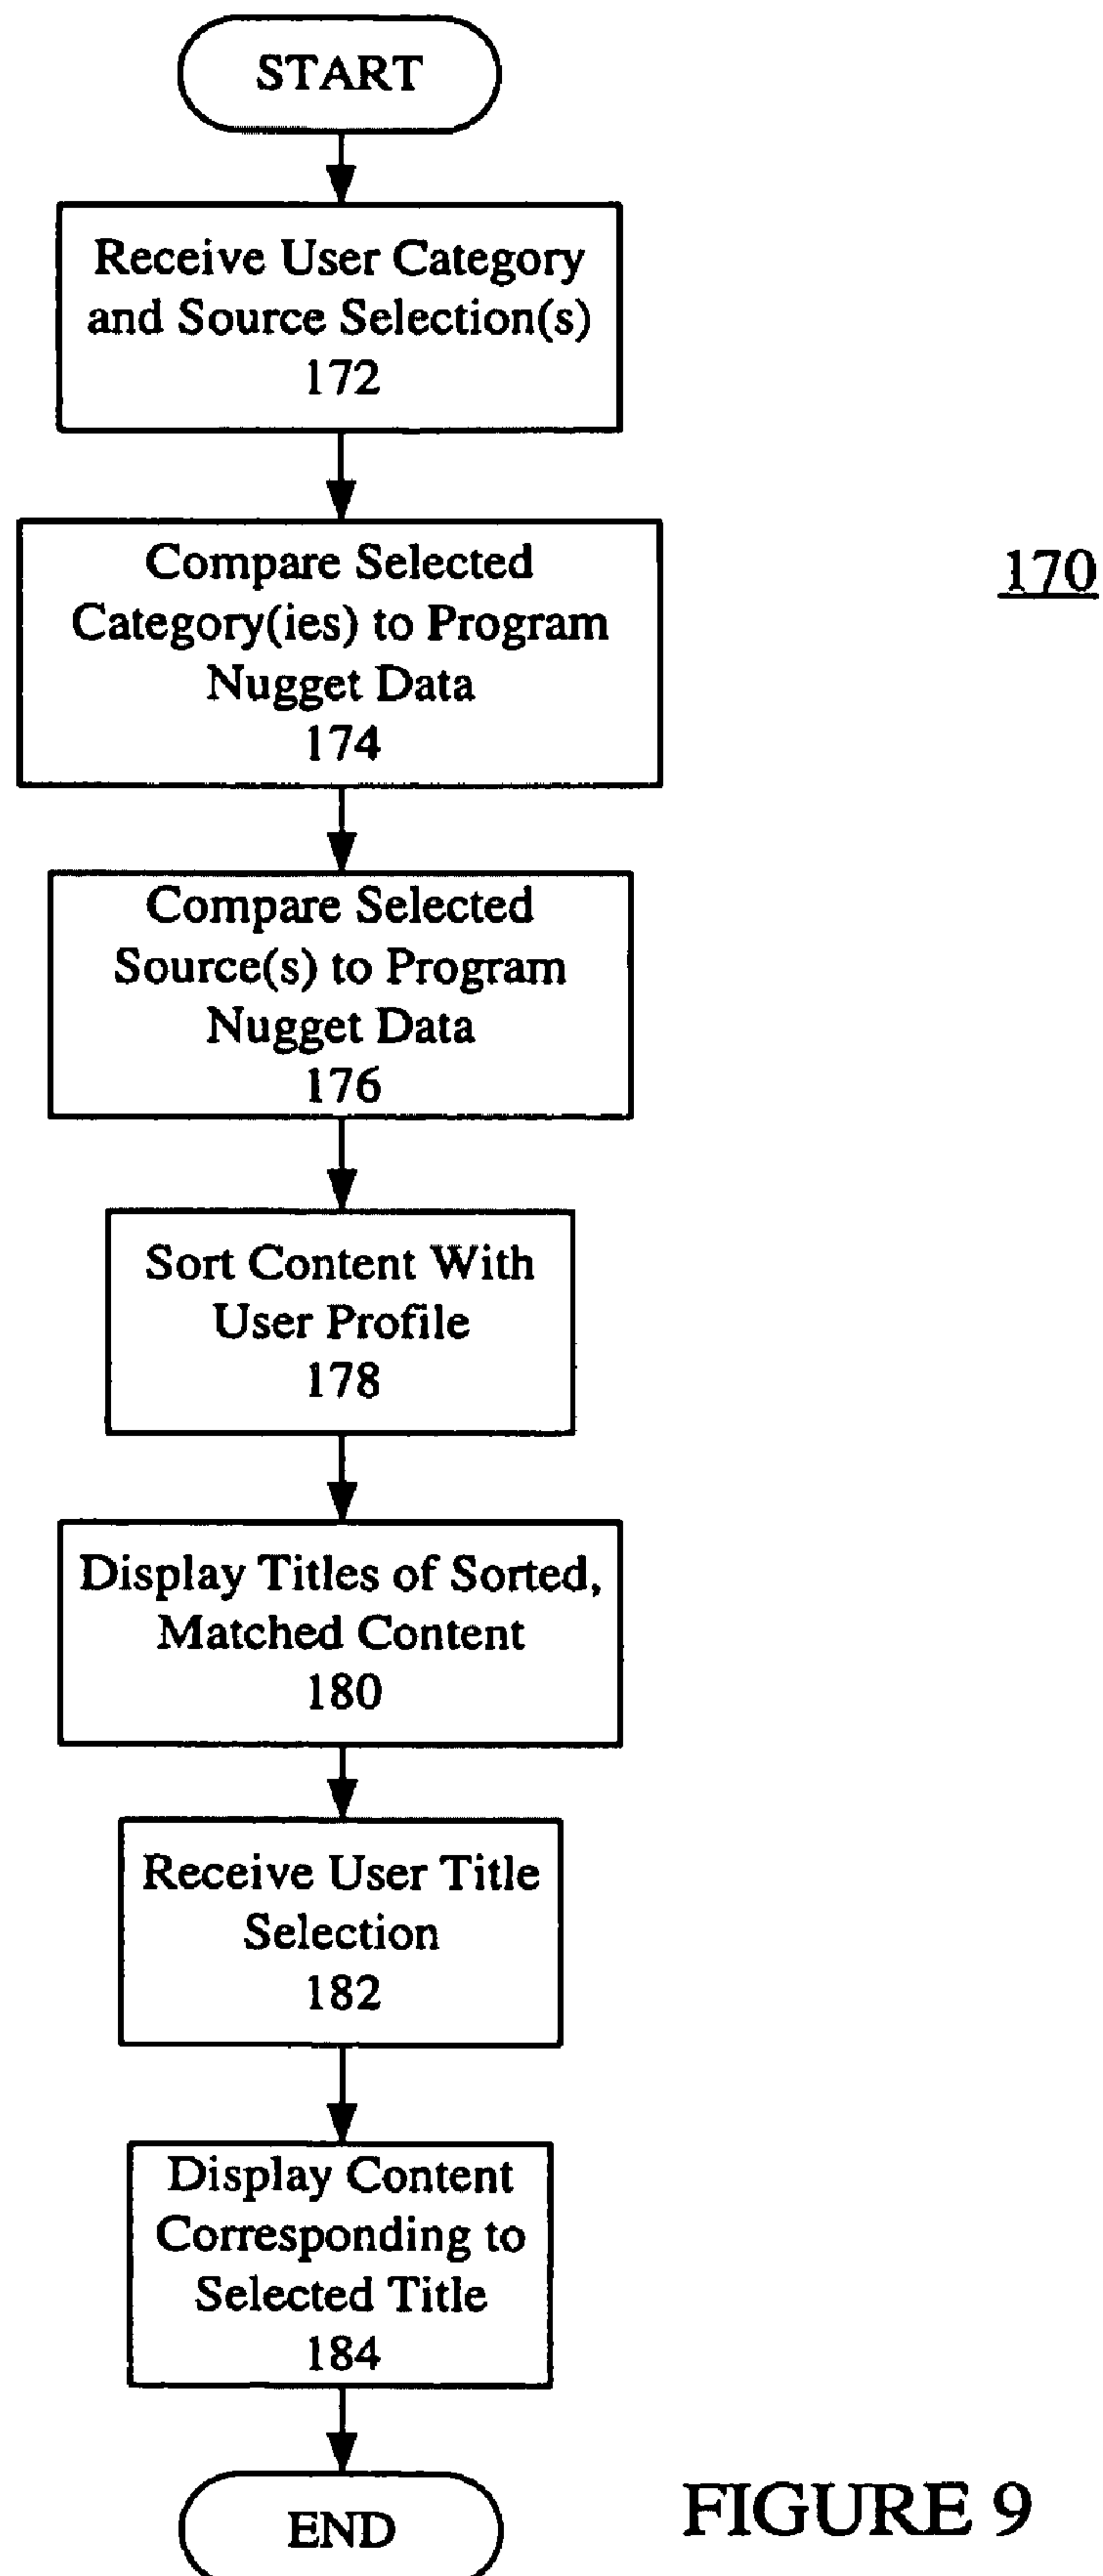 START
Receive User Category
and Source Selection(s)
172
Compare Selected
Category(ies) to Program
Nugget Data
174
170
Compare Selected
Source(s) to Program
Nugget Data
176
Sort Content With
User Profile
178
Display Titles of Sorted,
Matched Content
180
Receive User Title
Selection
182
Display Content
Corresponding to
Selected Title
184
END
FIGURE 9